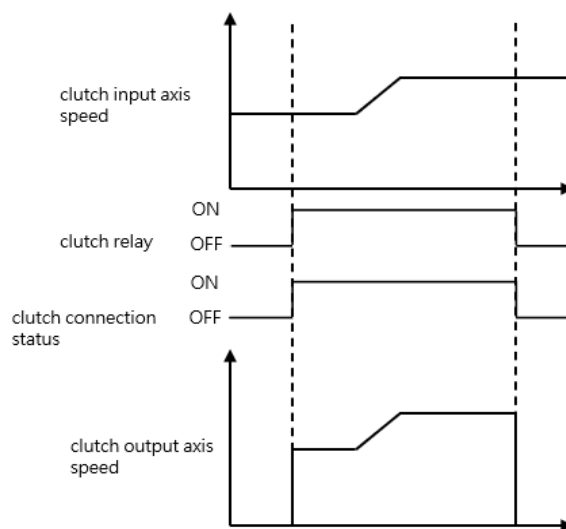 clutch input axis
speed
ON
clutch relay
OFF
ON
clutch connection
OFF
status
clutch output axis
speed